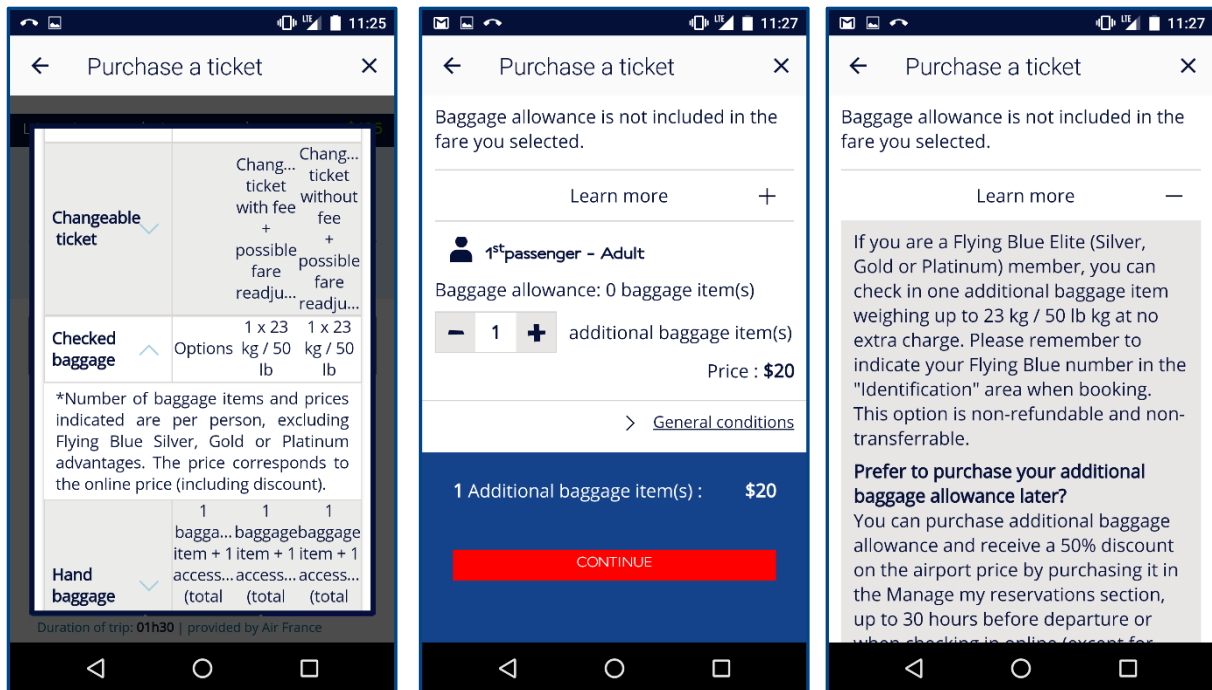 LTE 11:25
Purchase a ticket
Chang... Chang...
ticket ticket
with fee without
+ fee
possible +
fare possible
readju... fare
readju...
Changeable
ticket
Checked
baggage
Options
1 x 23 1 x 23
kg / 50 kg / 50
lb lb
*Number of baggage items and prices
indicated are per person, excluding
Flying Blue Silver, Gold or Platinum
advantages. The price corresponds to
the online price (including discount).
Hand
baggage
1 1 1
bagga... baggage baggage
item + 1 item + 1 item + 1
access... access... access...
(total (total (total
Duration of trip: 01h30 | provided by Air France
LTE 11:27
Purchase a ticket
Baggage allowance is not included in the
fare you selected.
Learn more +
1st passenger - Adult
Baggage allowance: 0 baggage item(s)
− 1 + additional baggage item(s)
Price : $20
> General conditions
1 Additional baggage item(s) : $20
CONTINUE
LTE 11:27
Purchase a ticket
Baggage allowance is not included in the
fare you selected.
Learn more −
If you are a Flying Blue Elite (Silver,
Gold or Platinum) member, you can
check in one additional baggage item
weighing up to 23 kg / 50 lb kg at no
extra charge. Please remember to
indicate your Flying Blue number in the
"Identification" area when booking.
This option is non-refundable and non-
transferrable.
Prefer to purchase your additional
baggage allowance later?
You can purchase additional baggage
allowance and receive a 50% discount
on the airport price by purchasing it in
the Manage my reservations section,
up to 30 hours before departure or
when checking in online (except for